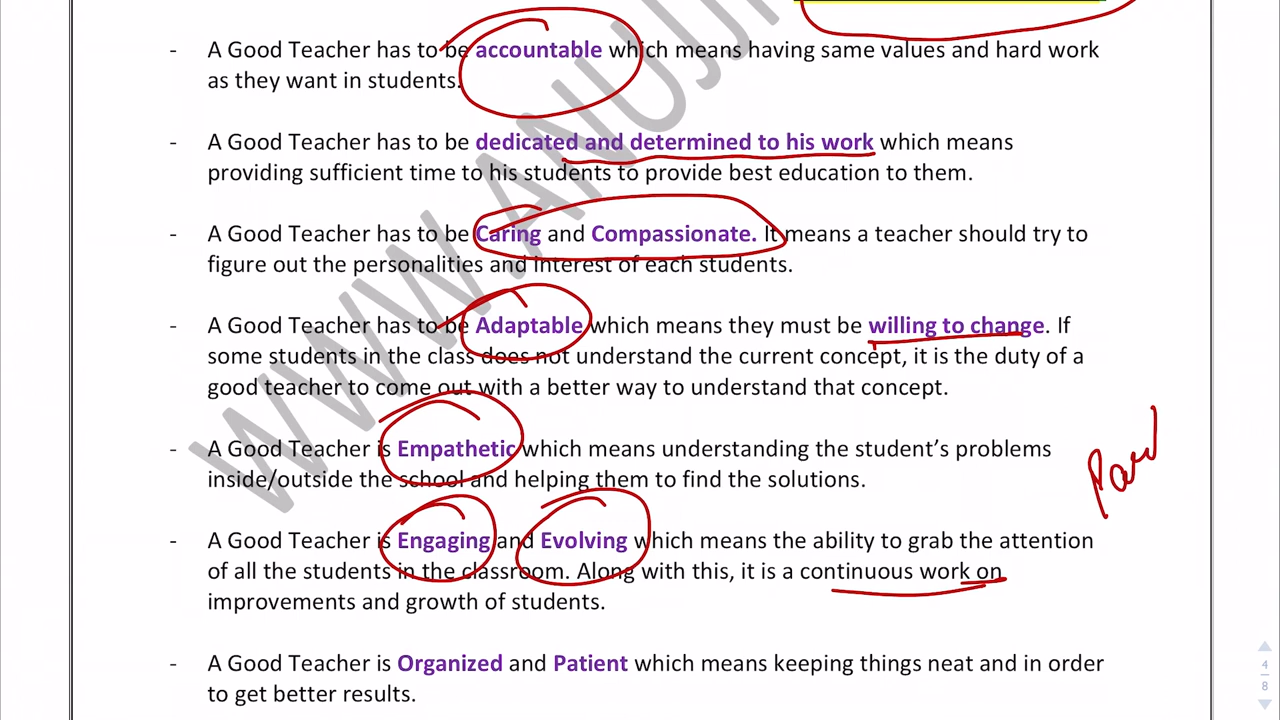 - A Good Teacher has to be accountable which means having same values and hard work
as they want in students.
- A Good Teacher has to be dedicated and determined to his work which means
providing sufficient time to his students to provide best education to them.
- A Good Teacher has to be Caring and Compassionate. It means a teacher should try to
figure out the personalities and interest of each students.
- A Good Teacher has to be Adaptable which means they must be willing to change. If
some students in the class does not understand the current concept, it is the duty of a
good teacher to come out with a better way to understand that concept.
- A Good Teacher is Empathetic which means understanding the student’s problems
inside/outside the school and helping them to find the solutions.
- A Good Teacher is Engaging and Evolving which means the ability to grab the attention
of all the students in the classroom. Along with this, it is a continuous work on
improvements and growth of students.
- A Good Teacher is Organized and Patient which means keeping things neat and in order
to get better results.
WWW.ANUJ
4
8